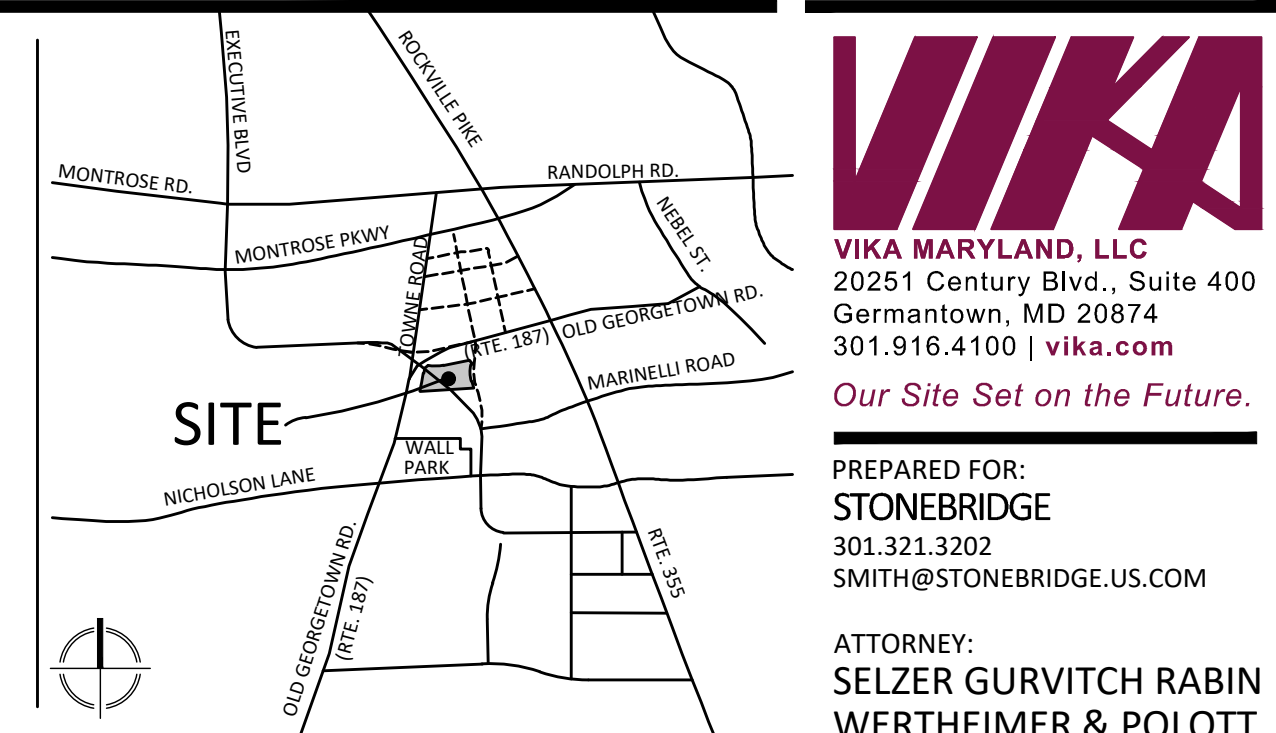 EXECUTIVE BLVD
ROCKVILLE PIKE
MONTROSE RD.
RANDOLPH RD.
MONTROSE PKWY
TOWNE ROAD
NEBEL ST.
(RTE. 187)
OLD GEORGETOWN RD.
MARINELLI ROAD
SITE
WALL
PARK
NICHOLSON LANE
OLD GEORGETOWN RD.
(RTE. 187)
RTE. 355
VIKA
VIKA MARYLAND, LLC
20251 Century Blvd., Suite 400
Germantown, MD 20874
301.916.4100 | vika.com
Our Site Set on the Future.
PREPARED FOR:
STONEBRIDGE
301.321.3202
SMITH@STONEBRIDGE.US.COM
ATTORNEY:
SELZER GURVITCH RABIN
WERTHEIMER & POLOTT